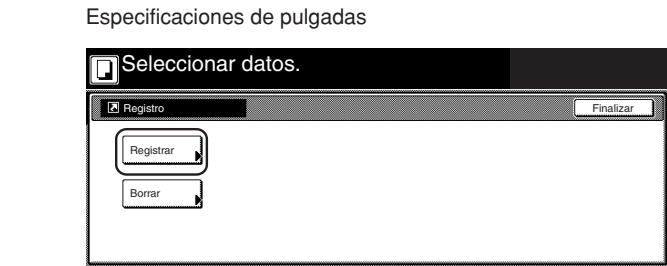 Especificaciones de pulgadas
Seleccionar datos.
Registro
Finalizar
Registrar
Borrar